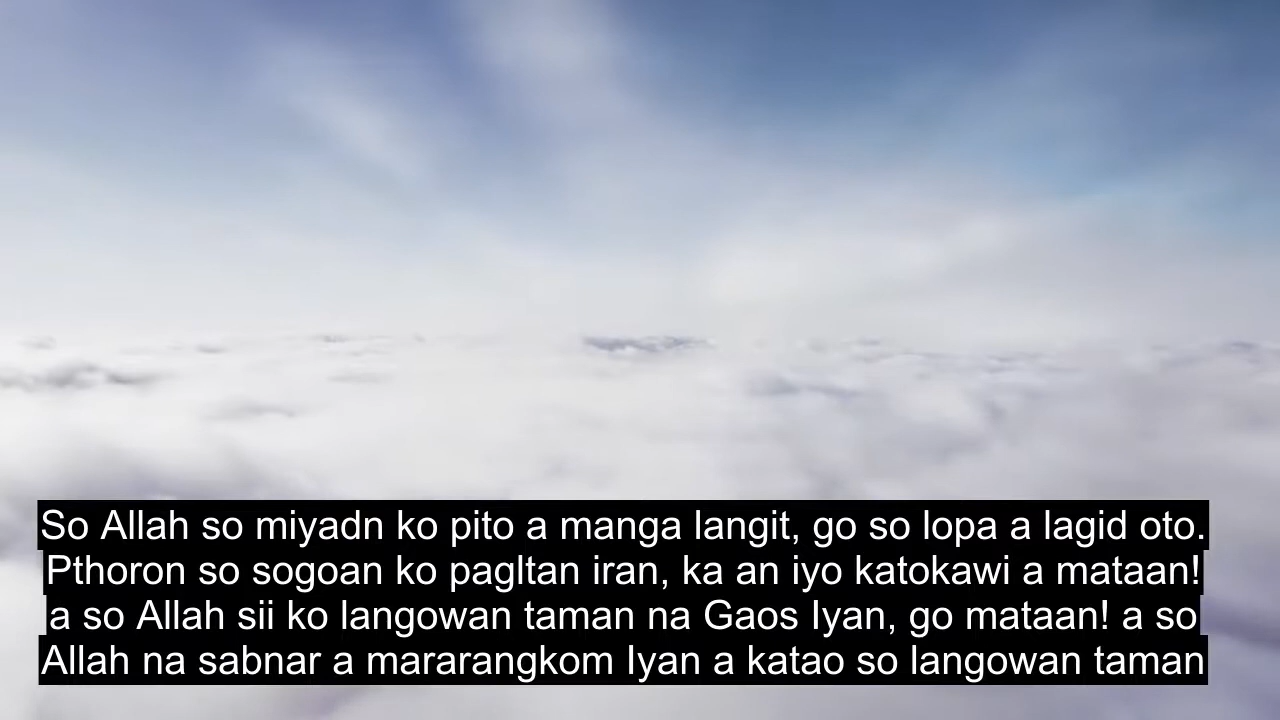 So Allah so miyadn ko pito a manga langit, go so lopa a lagid oto.
Pthoron so sogoan ko pagltan iran, ka an iyo katokawi a mataan!
a so Allah sii ko langowan taman na Gaos Iyan, go mataan! a so
Allah na sabnar a mararangkom Iyan a katao so langowan taman